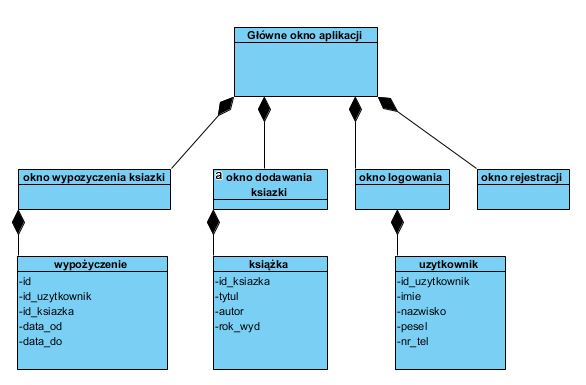 Główne okno aplikacji
okno wypozyczenia ksiazki
a
okno dodawania
ksiazki
okno logowania
okno rejestracji
wypożyczenie
-id
-id_uzytkownik
-id_ksiazka
-data_od
-data_do
książka
-id_ksiazka
-tytul
-autor
-rok_wyd
uzytkownik
-id_uzytkownik
-imie
-nazwisko
-pesel
-nr_tel